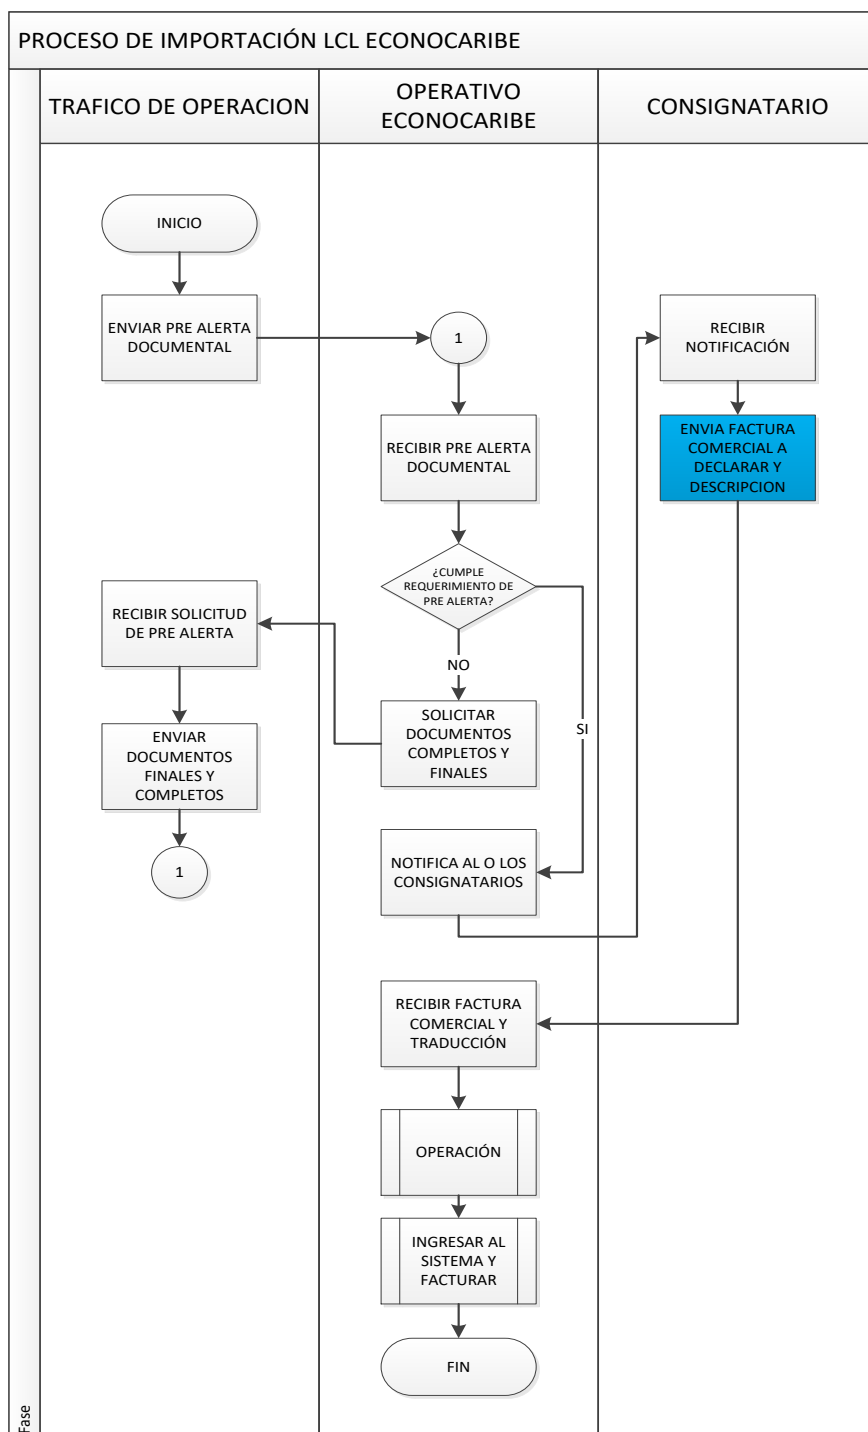 PROCESO DE IMPORTACIÓN LCL ECONOCARIBE
TRAFICO DE OPERACION
OPERATIVO
ECONOCARIBE
CONSIGNATARIO
INICIO
ENVIAR PRE ALERTA
DOCUMENTAL
1
RECIBIR
NOTIFICACIÓN
RECIBIR PRE ALERTA
DOCUMENTAL
ENVIA FACTURA
COMERCIAL A
DECLARAR Y
DESCRIPCION
¿CUMPLE
REQUERIMIENTO DE
PRE ALERTA?
RECIBIR SOLICITUD
DE PRE ALERTA
NO
SI
SOLICITAR
DOCUMENTOS
COMPLETOS Y
FINALES
ENVIAR
DOCUMENTOS
FINALES Y
COMPLETOS
1
NOTIFICA AL O LOS
CONSIGNATARIOS
RECIBIR FACTURA
COMERCIAL Y
TRADUCCIÓN
OPERACIÓN
INGRESAR AL
SISTEMA Y
FACTURAR
FIN
Fase